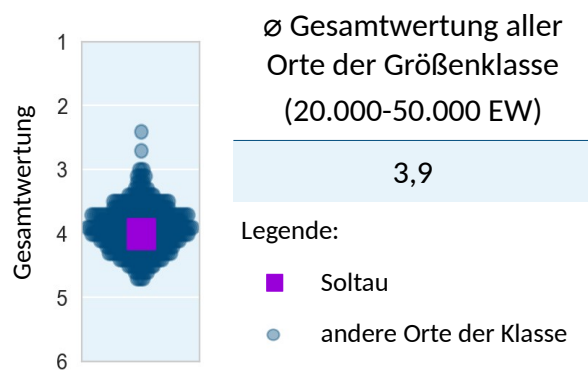 ø Gesamtwertung aller
Orte der Größenklasse
(20.000-50.000 EW)
3,9
Legende:
Soltau
andere Orte der Klasse
Gesamtwertung
1
2
3
4
5
6